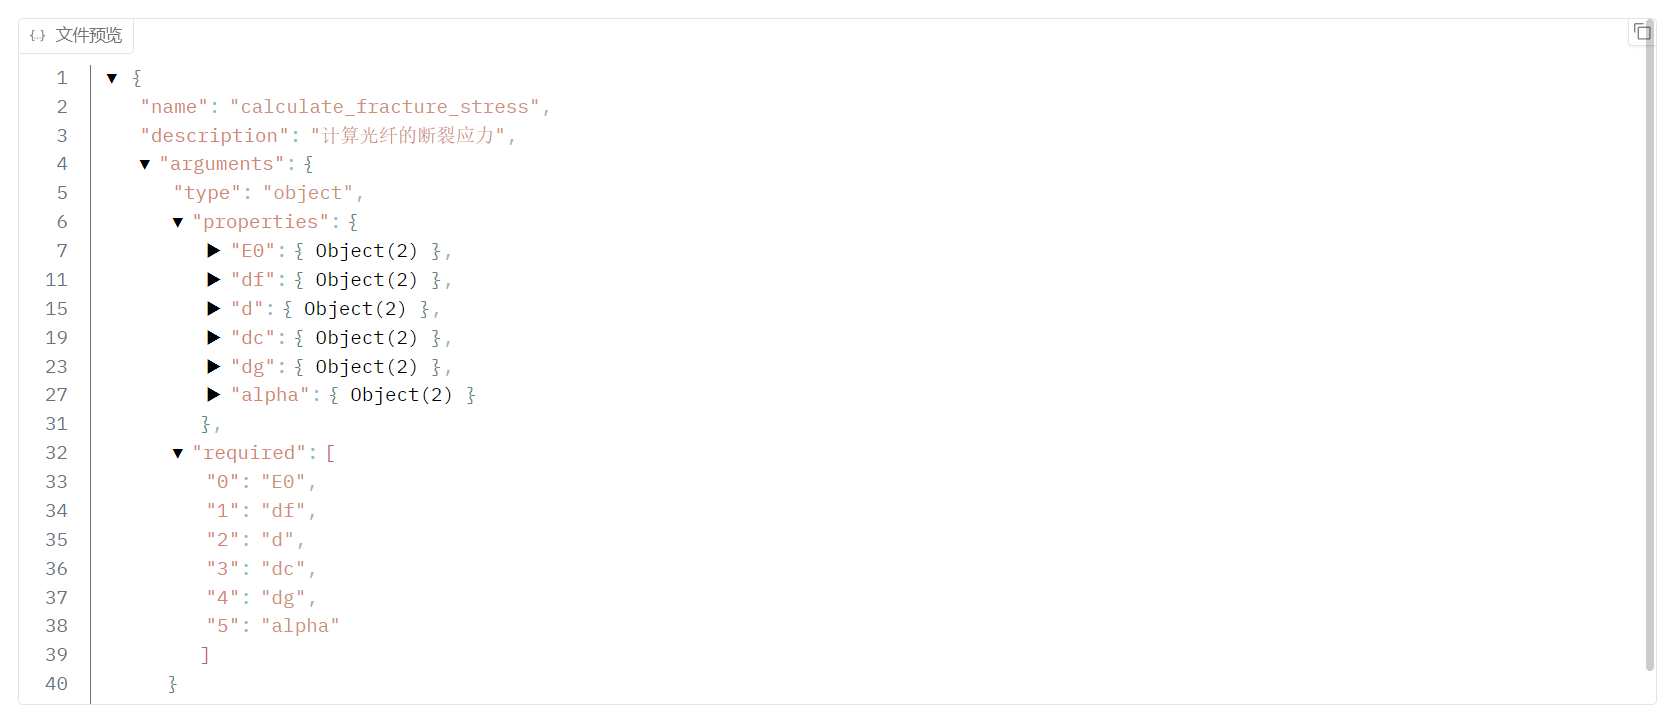 {..} 文件预览
1 ▼ {
2 "name": "calculate_fracture_stress",
3 "description": "计算光纤的断裂应力",
4 ▼ "arguments": {
5 "type": "object",
6 ▼ "properties": {
7 ▶ "E0": { Object(2) },
11 ▶ "df": { Object(2) },
15 ▶ "d": { Object(2) },
19 ▶ "dc": { Object(2) },
23 ▶ "dg": { Object(2) },
27 ▶ "alpha": { Object(2) }
31 },
32 ▼ "required": [
33 "0": "E0",
34 "1": "df",
35 "2": "d",
36 "3": "dc",
37 "4": "dg",
38 "5": "alpha"
39 ]
40 }